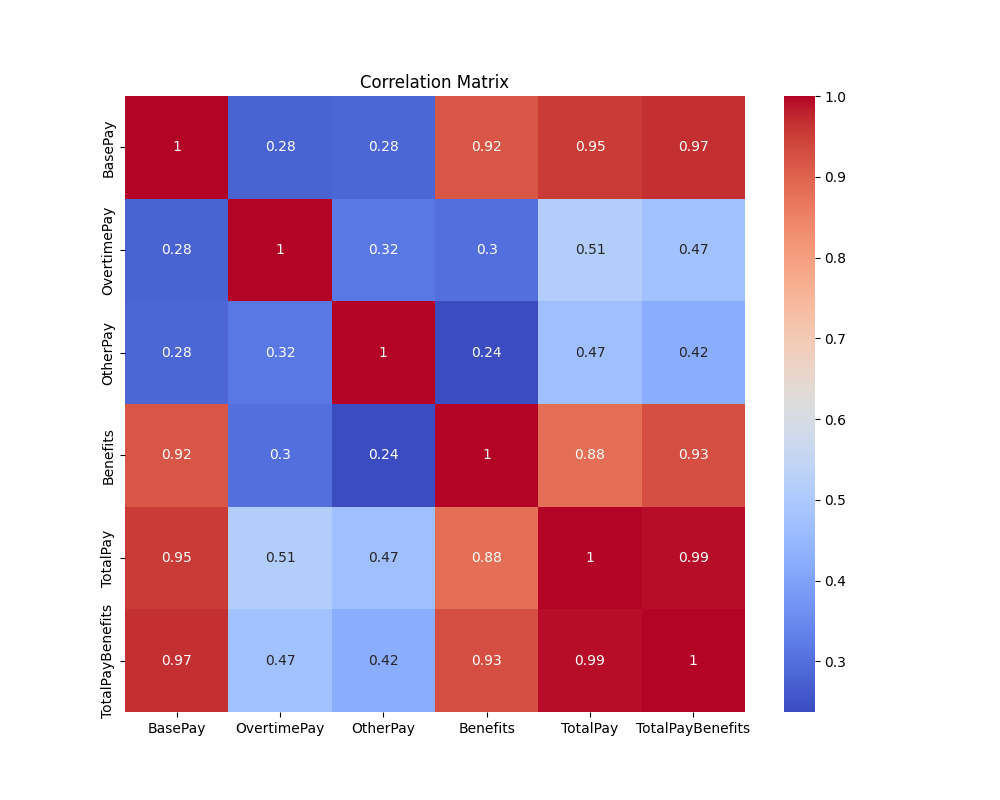 Correlation Matrix
BasePay
1 0.28 0.28 0.92 0.95 0.97
OvertimePay
0.28 1 0.32 0.3 0.51 0.47
OtherPay
0.28 0.32 1 0.24 0.47 0.42
Benefits
0.92 0.3 0.24 1 0.88 0.93
TotalPay
0.95 0.51 0.47 0.88 1 0.99
TotalPayBenefits
0.97 0.47 0.42 0.93 0.99 1
BasePay OvertimePay OtherPay Benefits TotalPay TotalPayBenefits
1.0
0.9
0.8
0.7
0.6
0.5
0.4
0.3